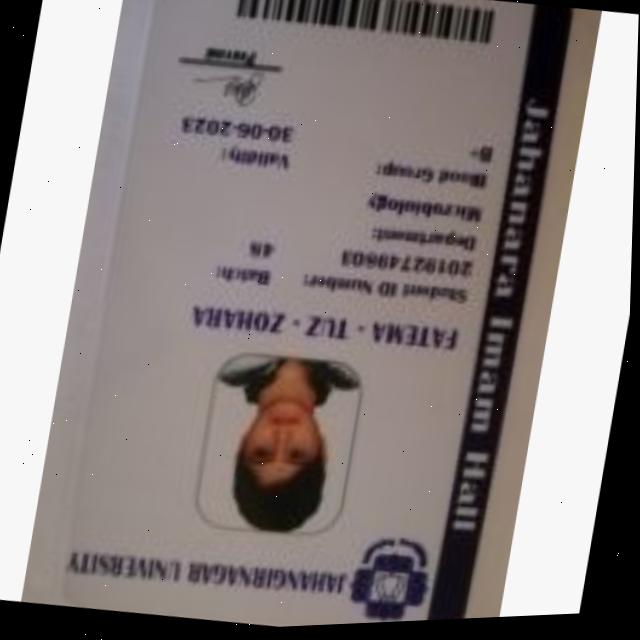 JAHANGIRNAGAR UNIVERSITY
Jahanara Imam Hall
FATEMA - TUZ - ZOHARA
Student ID Number:
20192749603
Batch:
48
Department:
Microbiology
Blood Group:
B+
Validity:
30-06-2023
Provost